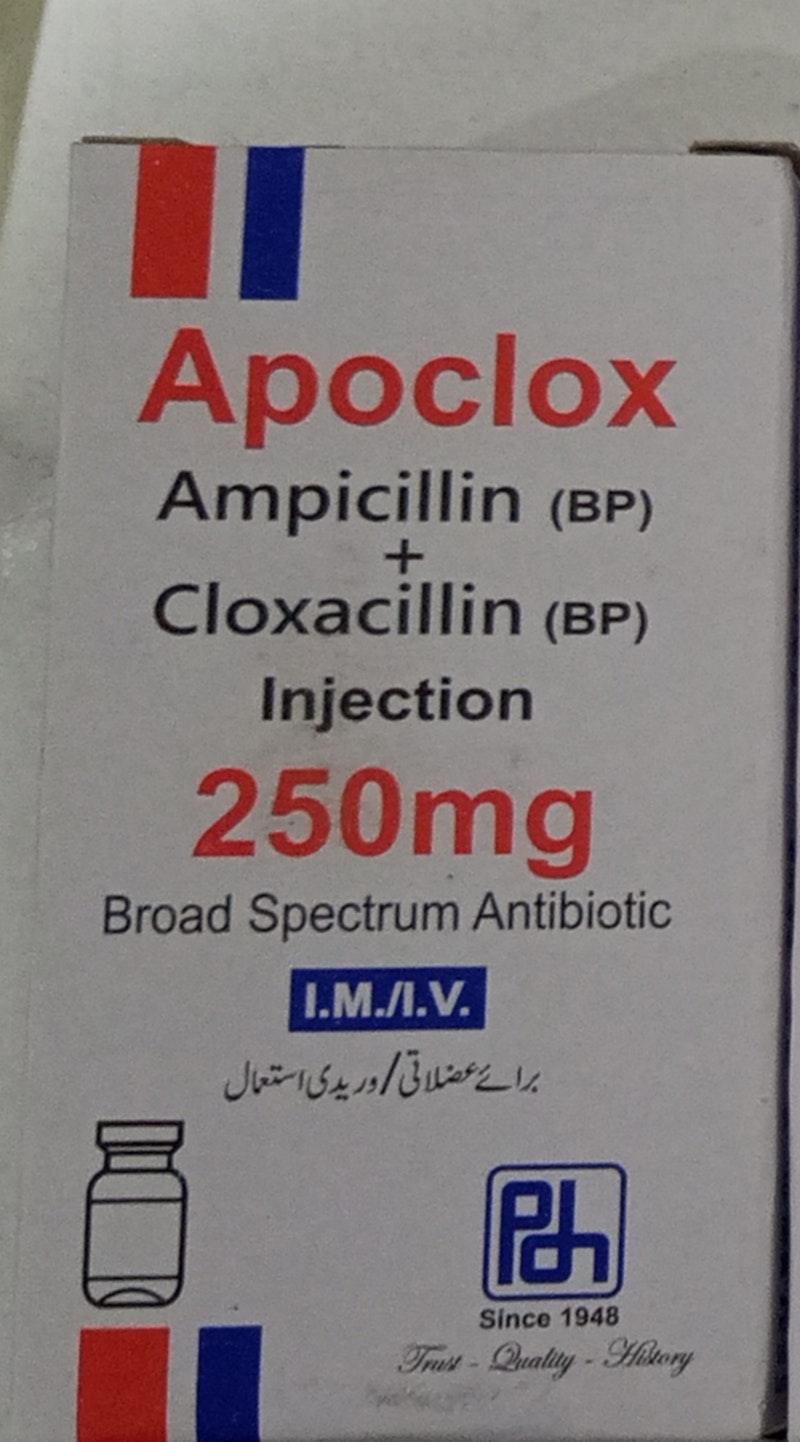 Apoclox
Ampicillin (BP)
+
Cloxacillin (BP)
Injection
250mg
Broad Spectrum Antibiotic
I.M./I.V.
برائے عضلاتی/وریدی استعمال
Pdh
Since 1948
Trust - Quality - History